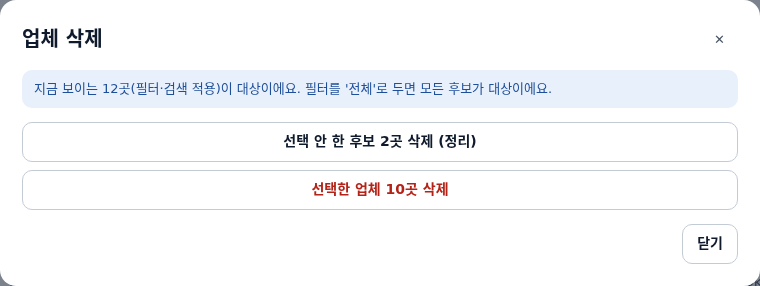 업체 삭제
×
지금 보이는 12곳(필터·검색 적용)이 대상이에요. 필터를 '전체'로 두면 모든 후보가 대상이에요.
선택 안 한 후보 2곳 삭제 (정리)
선택한 업체 10곳 삭제
닫기